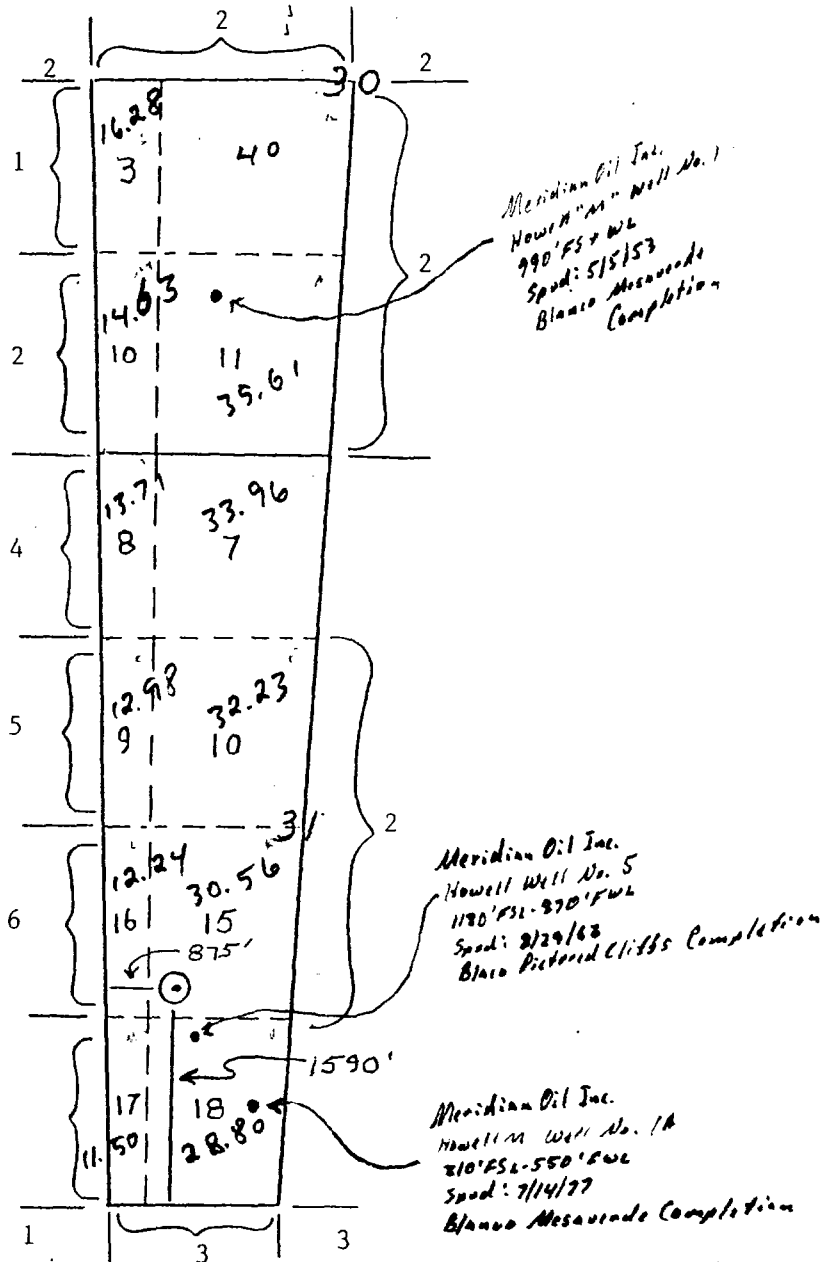 2
2
30
2
16.28
3
40
1
2
Meridian Oil Inc.
Howell "M" Well No. 1
990' FS + WL
Spud: 5/5/53
Blanco Mesaverde
Completion
14.63
10
11
35.61
2
13.71
8
33.96
7
4
12.98
9
32.23
10
5
2
31
12.24
16
30.56
15
6
875'
Meridian Oil Inc.
Howell Well No. 5
1180' FSL-870' FWL
Spud:
Pictured Cliffs Completion
1590'
17
18
11.50
28.80
Meridian Oil Inc.
Howell M Well No. 1A
810' FSL-550' FWL
Spud: 7/14/77
Blanco Mesaverde Completion
1
3
3